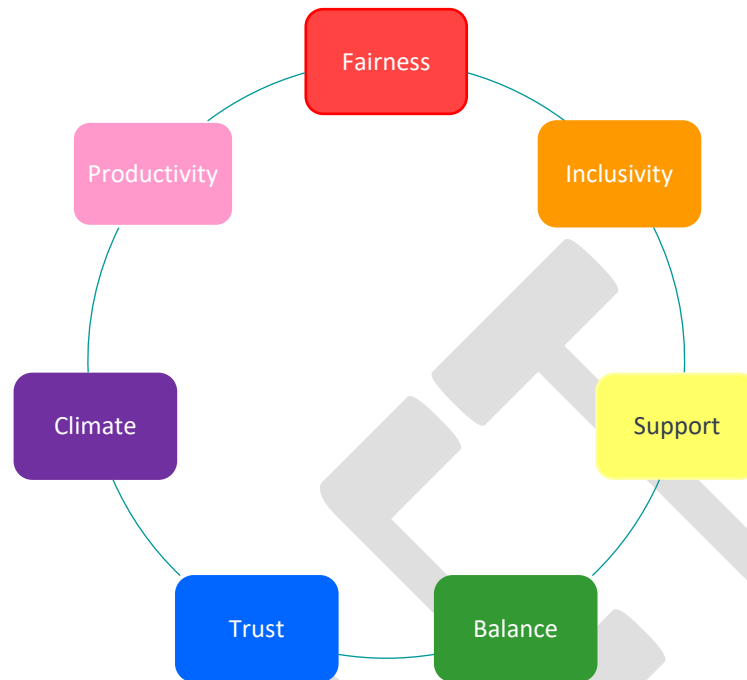 Fairness
Inclusivity
Support
Balance
Trust
Climate
Productivity